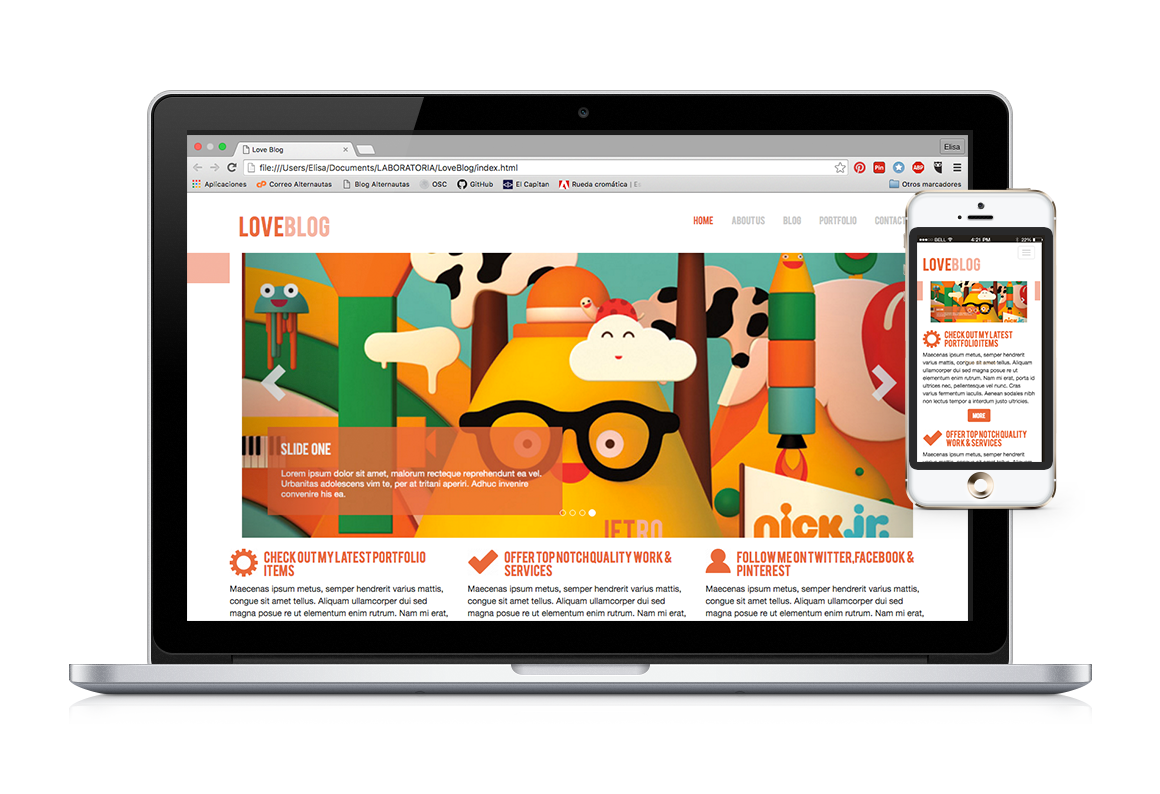 Love Blog
Elisa
file:///Users/Elisa/Documents/LABORATORIA/LoveBlog/index.html
Pin
ABP
Aplicaciones
Correo Alternautas
Blog Alternautas
OSC
GitHub
El Capitan
Rueda cromática | E
Otros marcadores
LOVEBLOG
HOME ABOUT US BLOG PORTFOLIO CONTACT
SLIDE ONE
Lorem ipsum dolor sit amet, malorum recteque reprehendunt ea vel.
Urbanitas adolescens vim te, per at tritani aperiri. Adhuc invenire
convenire his ea.
JETRO
nick jr.
CHECK OUT MY LATEST PORTFOLIO
ITEMS
Maecenas ipsum metus, semper hendrerit varius mattis,
congue sit amet tellus. Aliquam ullamcorper dui sed
magna posue re ut elementum enim rutrum. Nam mi erat,
OFFER TOP NOTCH QUALITY WORK &
SERVICES
Maecenas ipsum metus, semper hendrerit varius mattis,
congue sit amet tellus. Aliquam ullamcorper dui sed
magna posue re ut elementum enim rutrum. Nam mi erat,
FOLLOW ME ON TWITTER, FACEBOOK &
PINTEREST
Maecenas ipsum metus, semper hendrerit varius mattis,
congue sit amet tellus. Aliquam ullamcorper dui sed
magna posue re ut elementum enim rutrum. Nam mi erat,
BELL 4:21 PM 22%
LOVEBLOG
nick jr.
CHECK OUT MY LATEST
PORTFOLIO ITEMS
Maecenas ipsum metus, semper hendrerit
varius mattis, congue sit amet tellus. Aliquam
ullamcorper dui sed magna posue re ut
elementum enim rutrum. Nam mi erat, porta id
ultrices nec, pellentesque vel nunc. Cras
varius fermentum iaculis. Aenean sodales nibh
non lectus tempor a interdum justo ultricies.
MORE
OFFER TOP NOTCH QUALITY
WORK & SERVICES
Maecenas ipsum metus, semper hendrerit